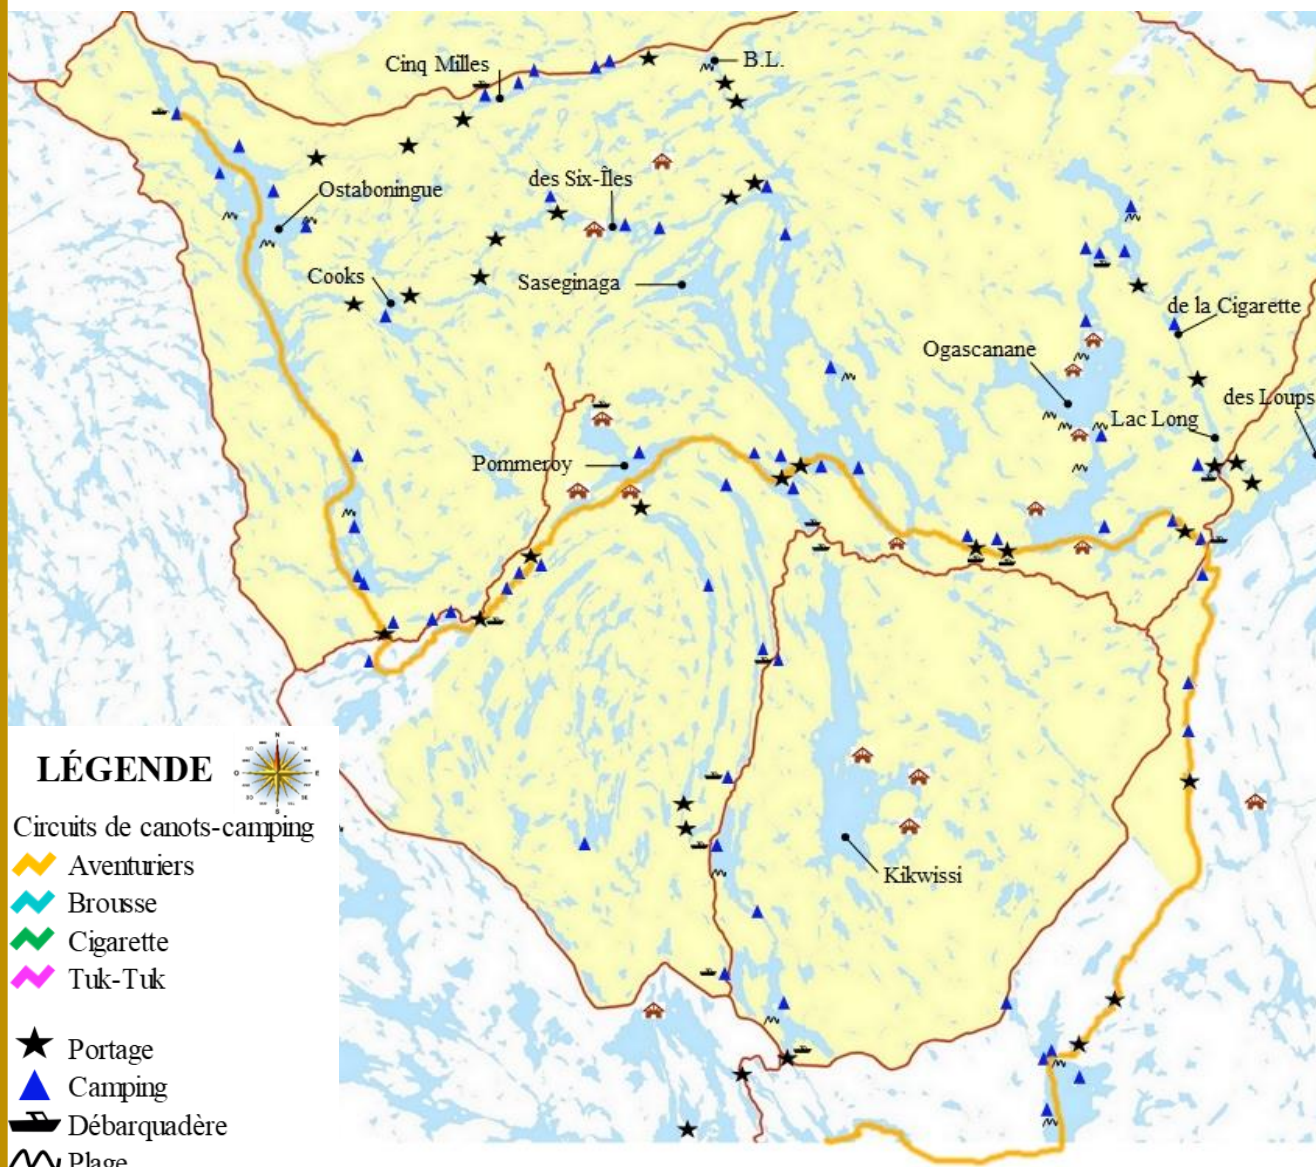 Cinq Milles
B.L.
Ostaboningue
des Six-Îles
Cooks
Saseginaga
de la Cigarette
Ogascanane
des Loups
Lac Long
Pommeroy
Kikwissi
LÉGENDE
N
O
E
S
Circuits de canots-camping
Aventuriers
Brousse
Cigarette
Tuk-Tuk
Portage
Camping
Débarquadère
Plage